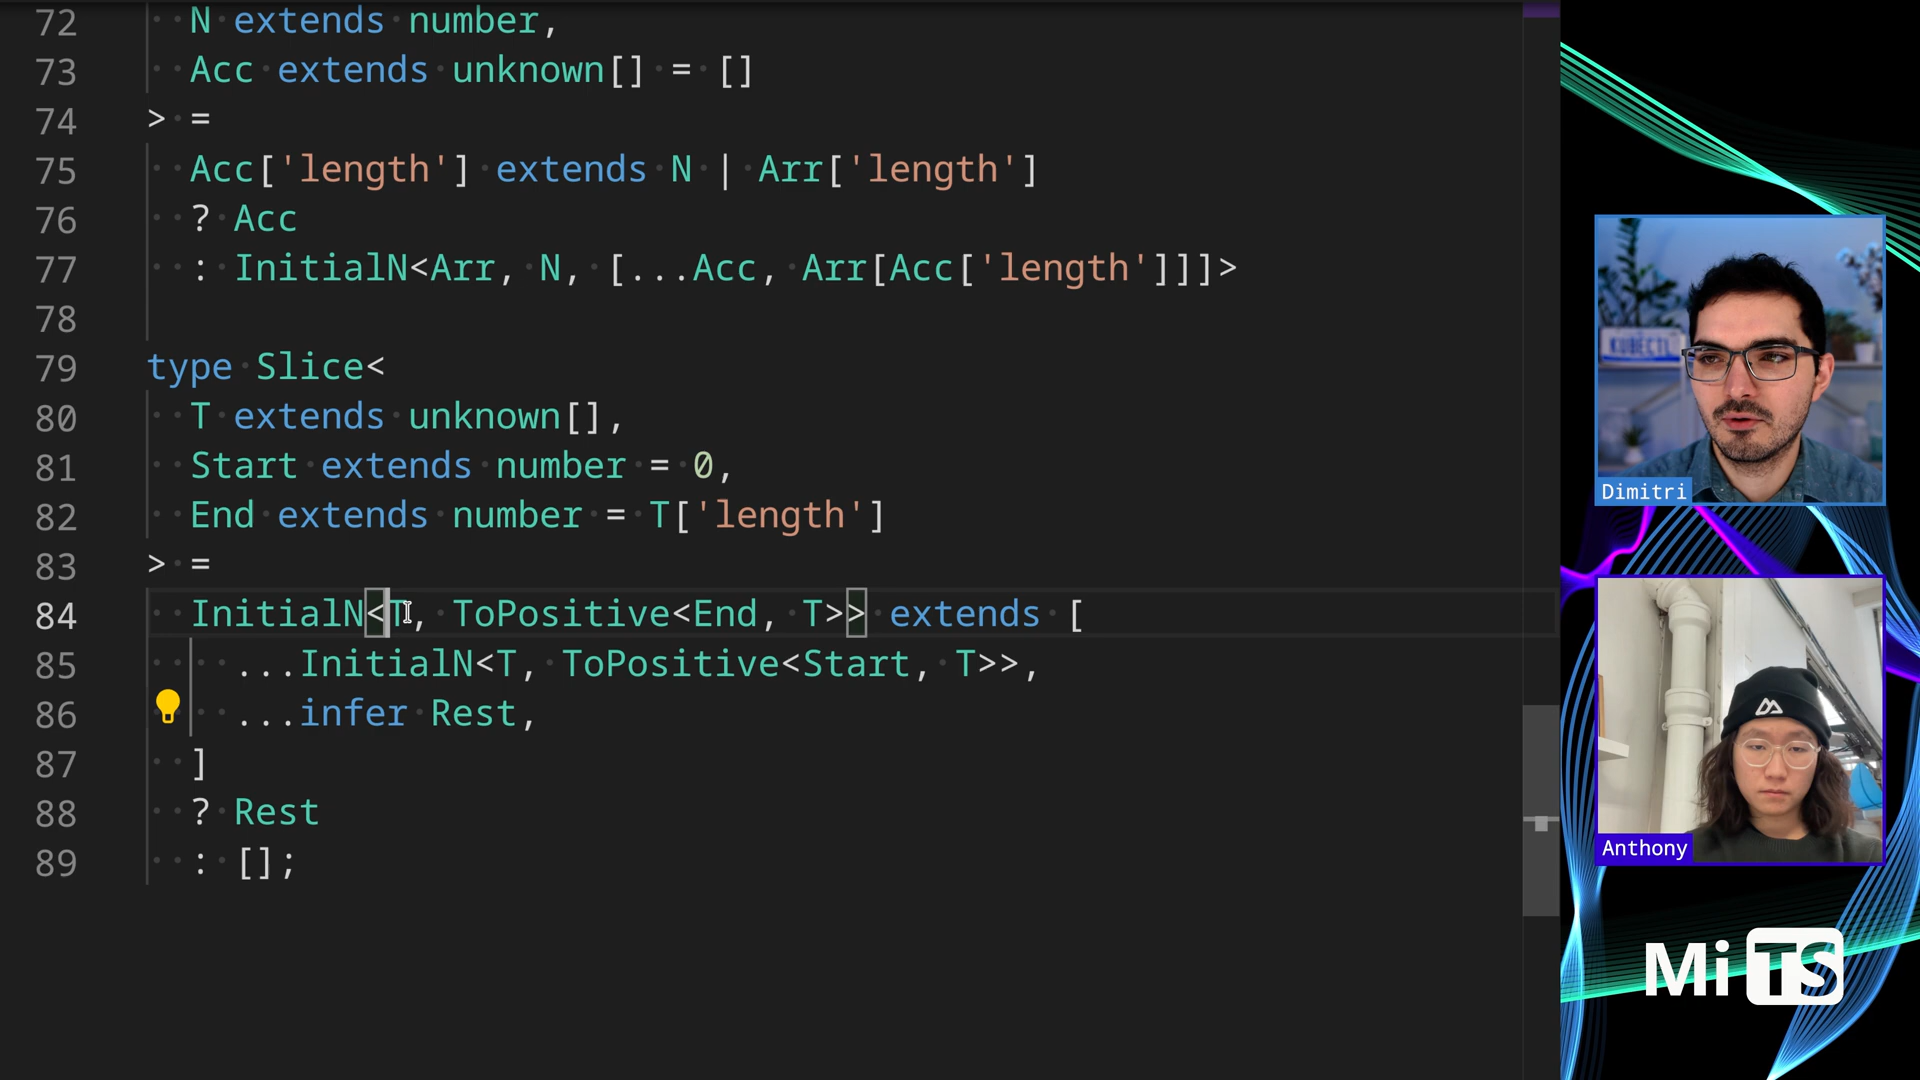 72 N extends number,
73 Acc extends unknown[] = []
74 > =
75 Acc['length'] extends N | Arr['length']
76 ? Acc
77 : InitialN<Arr, N, [...Acc, Arr[Acc['length']]]>
78
79 type Slice<
80 T extends unknown[],
81 Start extends number = 0,
82 End extends number = T['length']
83 > =
84 InitialN<T, ToPositive<End, T>> extends [
85 ...InitialN<T, ToPositive<Start, T>>,
86 ...infer Rest,
87 ]
88 ? Rest
89 : [];
KUBECTL
Dimitri
Anthony
MiTS